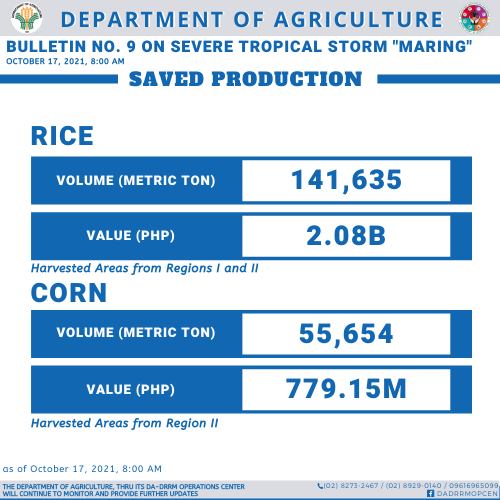 DEPARTMENT OF AGRICULTURE
BULLETIN NO. 9 ON SEVERE TROPICAL STORM "MARING"
OCTOBER 17, 2021, 8:00 AM
SAVED PRODUCTION
RICE
VOLUME (METRIC TON) 141,635
VALUE (PHP) 2.08B
Harvested Areas from Regions I and II
CORN
VOLUME (METRIC TON) 55,654
VALUE (PHP) 779.15M
Harvested Areas from Region II
as of October 17, 2021, 8:00 AM
THE DEPARTMENT OF AGRICULTURE, THRU ITS DA-DRRM OPERATIONS CENTER
WILL CONTINUE TO MONITOR AND PROVIDE FURTHER UPDATES
(02) 8273-2467 / (02) 8929-0140 / 09616965099
DADRRMOPCEN